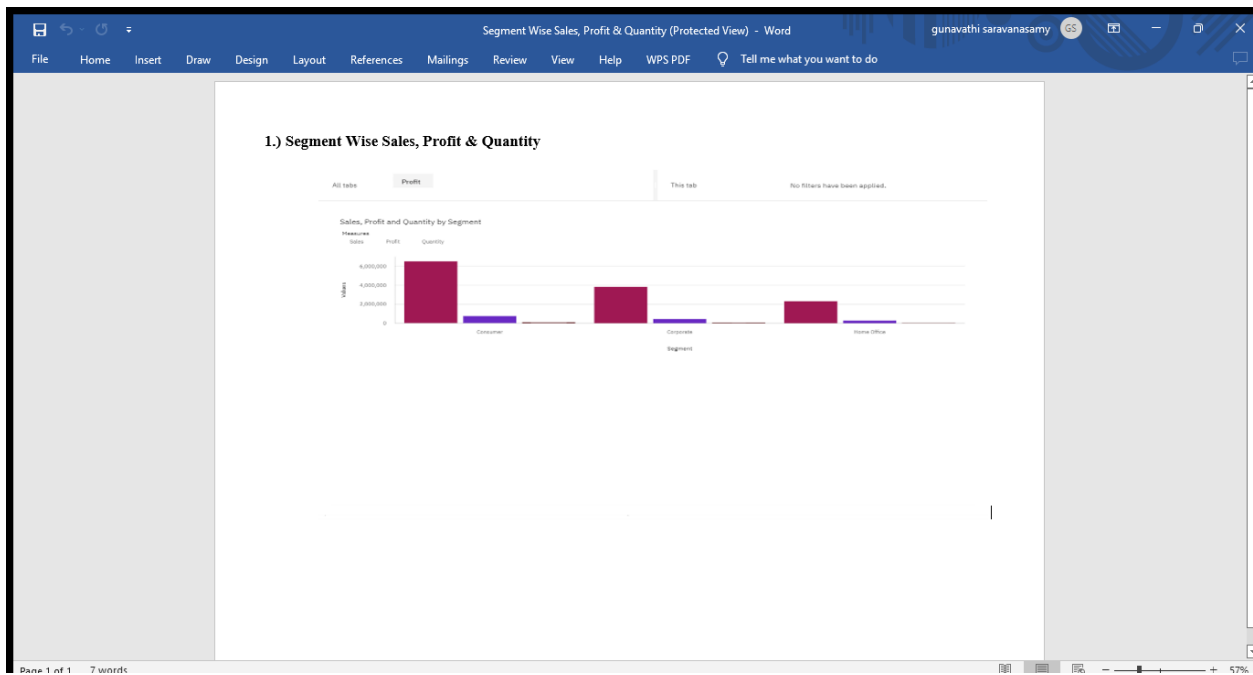 Segment Wise Sales, Profit & Quantity (Protected View) - Word
gunavathi saravanasamy GS
File Home Insert Draw Design Layout References Mailings Review View Help WPS PDF Tell me what you want to do
1.) Segment Wise Sales, Profit & Quantity
All tabs Profit This tab No filters have been applied.
Sales, Profit and Quantity by Segment
Measures
Sales Profit Quantity
6,000,000
4,000,000
2,000,000
0
Values
Consumer Corporate Home Office
Segment
Page 1 of 1 7 words 57%